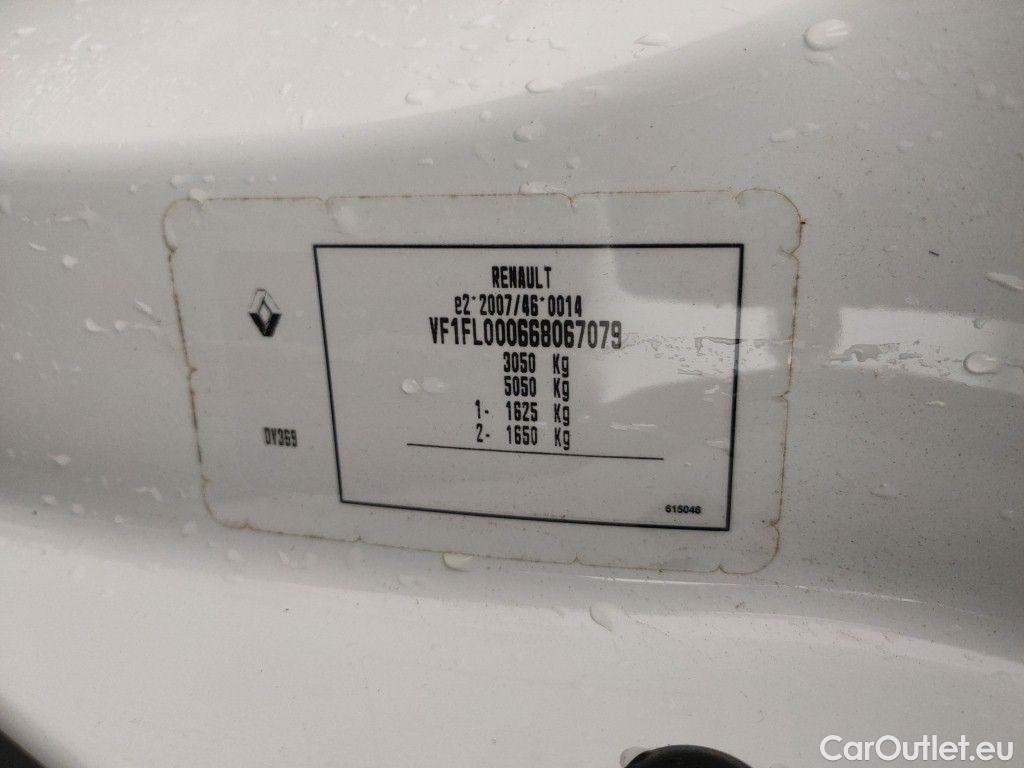 RENAULT
e2*2007/46*0014
VF1FL000668067079
3050 Kg
5050 Kg
1- 1625 Kg
2- 1650 Kg
DV369
615046
CarOutlet.eu